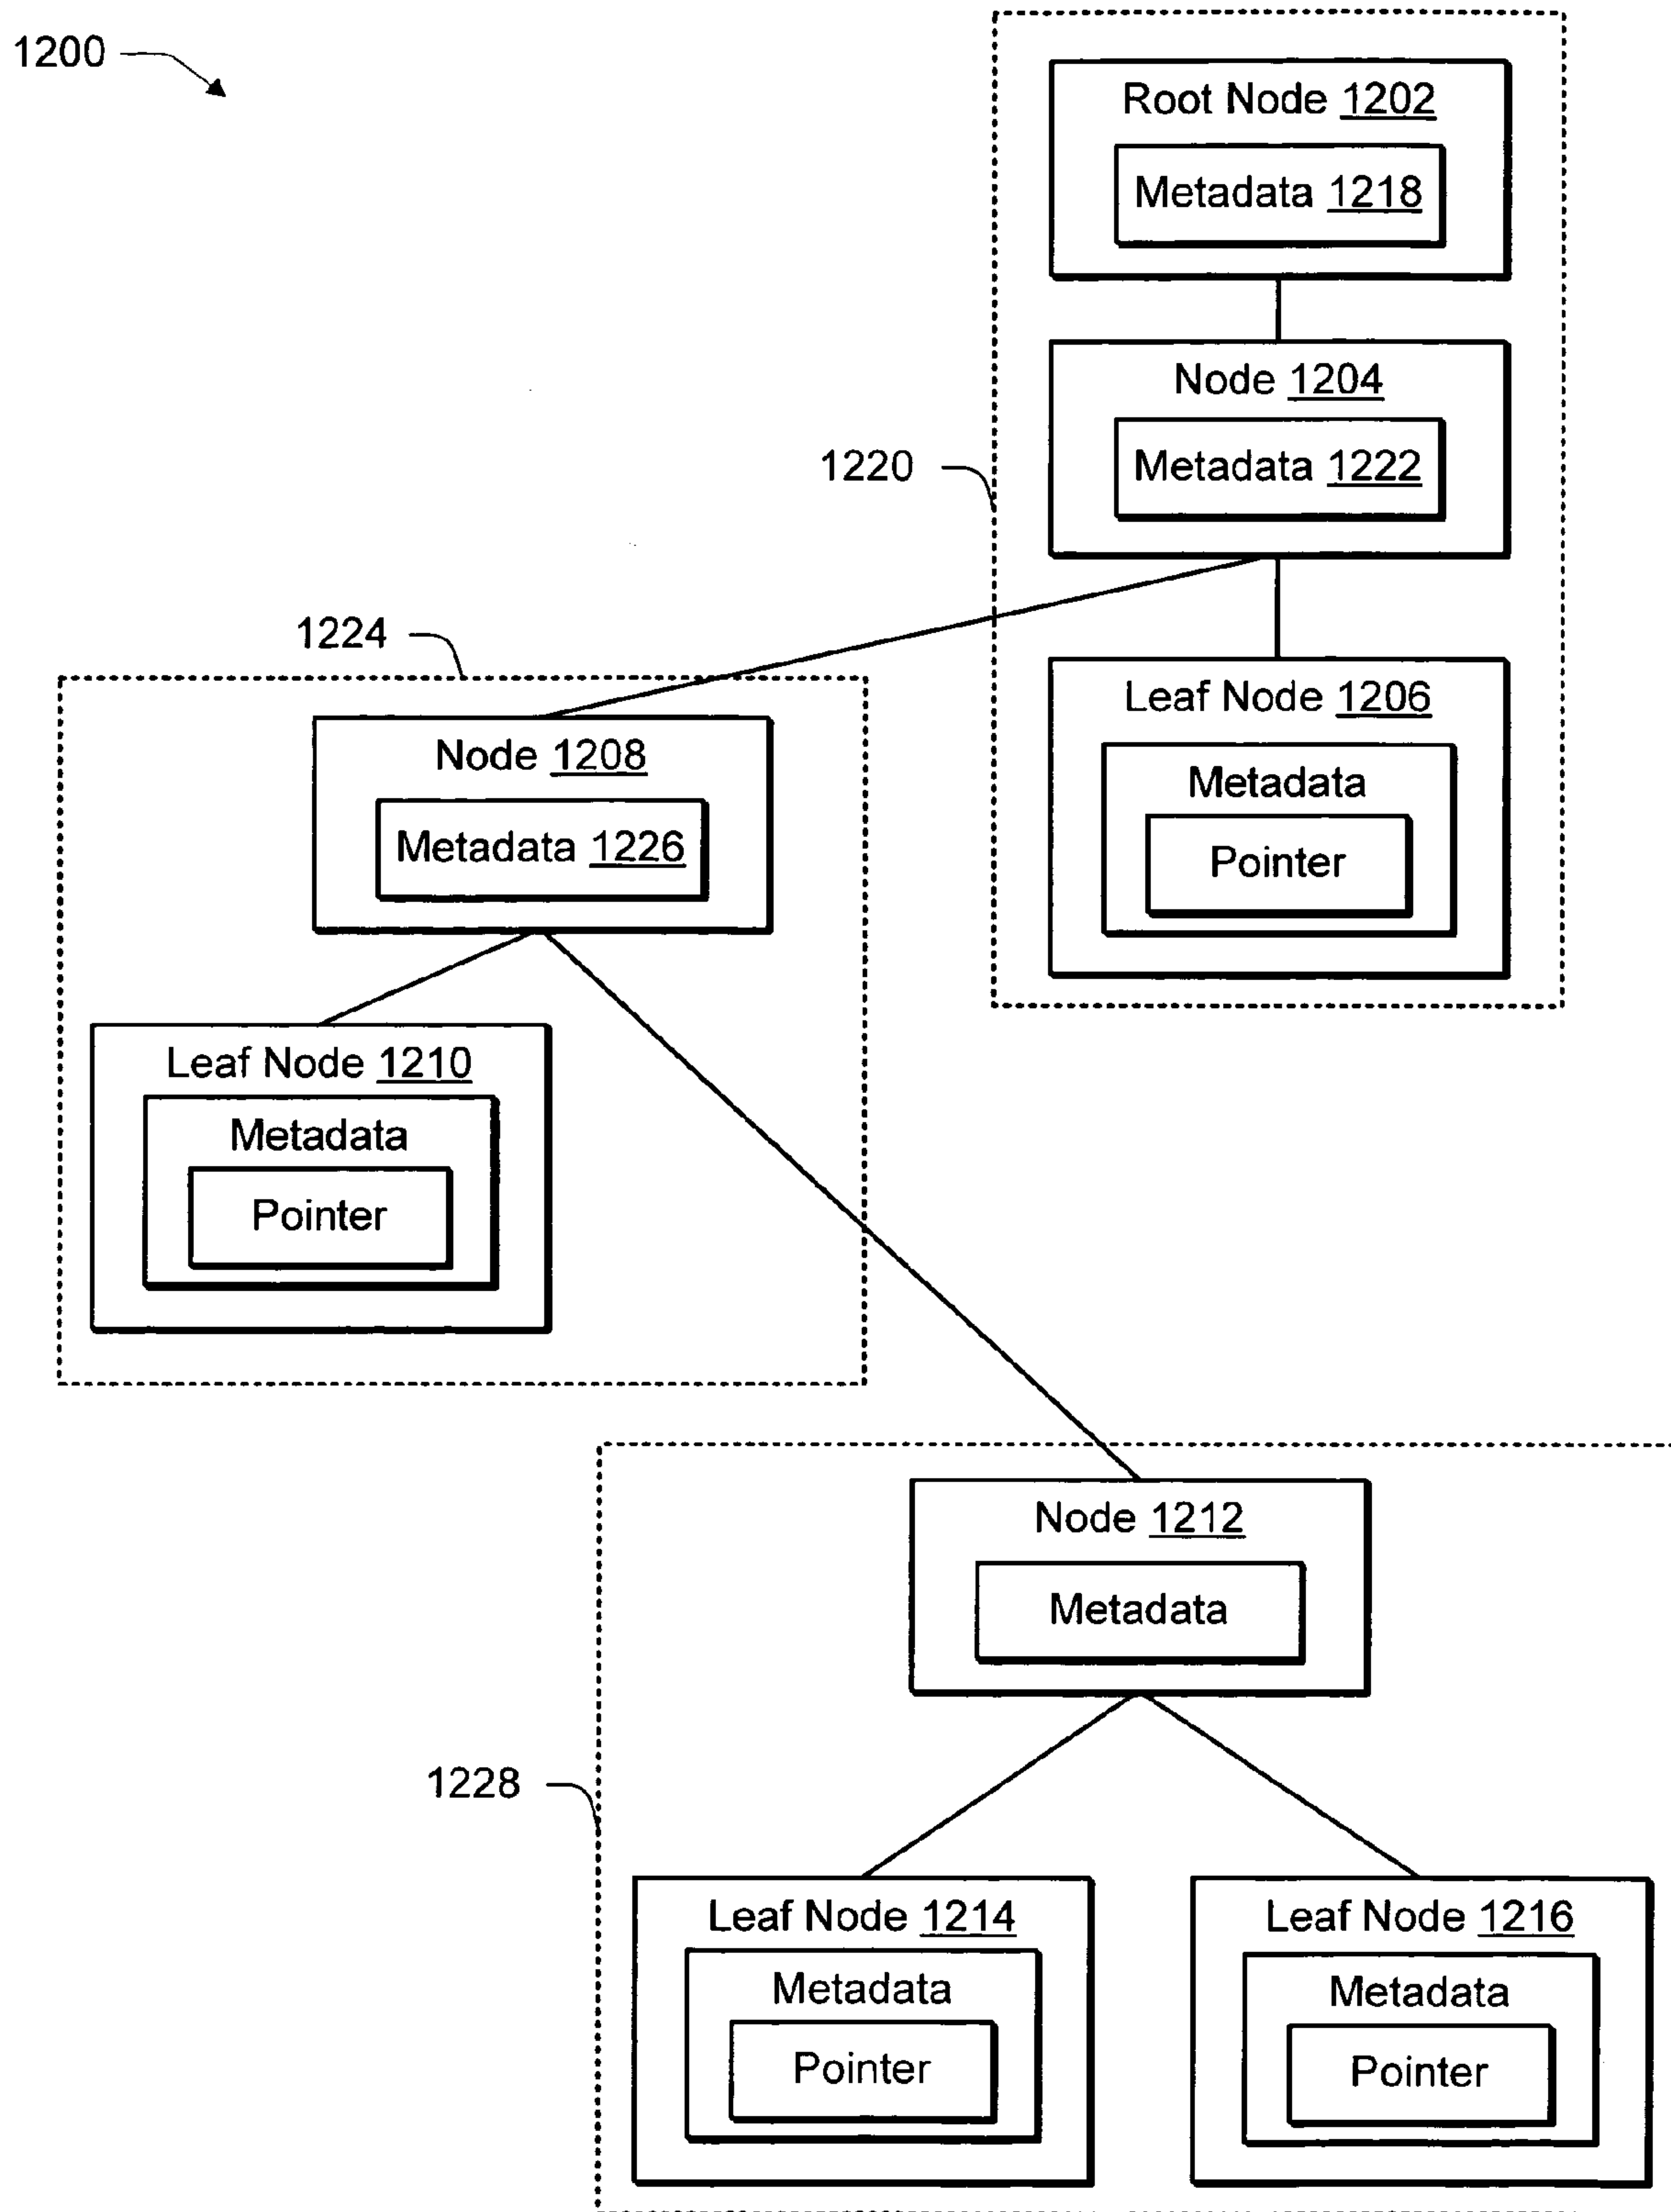 1200
Root Node 1202
Metadata 1218
Node 1204
Metadata 1222
1220
1224
Leaf Node 1206
Metadata
Pointer
Node 1208
Metadata 1226
Leaf Node 1210
Metadata
Pointer
Node 1212
Metadata
1228
Leaf Node 1214
Metadata
Pointer
Leaf Node 1216
Metadata
Pointer